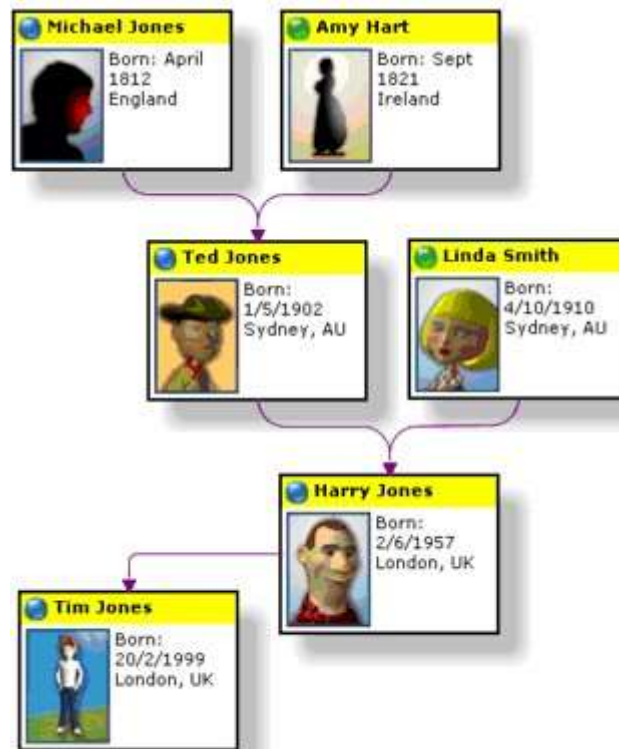 Michael Jones
Born: April
1812
England
Amy Hart
Born: Sept
1821
Ireland
Ted Jones
Born:
1/5/1902
Sydney, AU
Linda Smith
Born:
4/10/1910
Sydney, AU
Harry Jones
Born:
2/6/1957
London, UK
Tim Jones
Born:
20/2/1999
London, UK